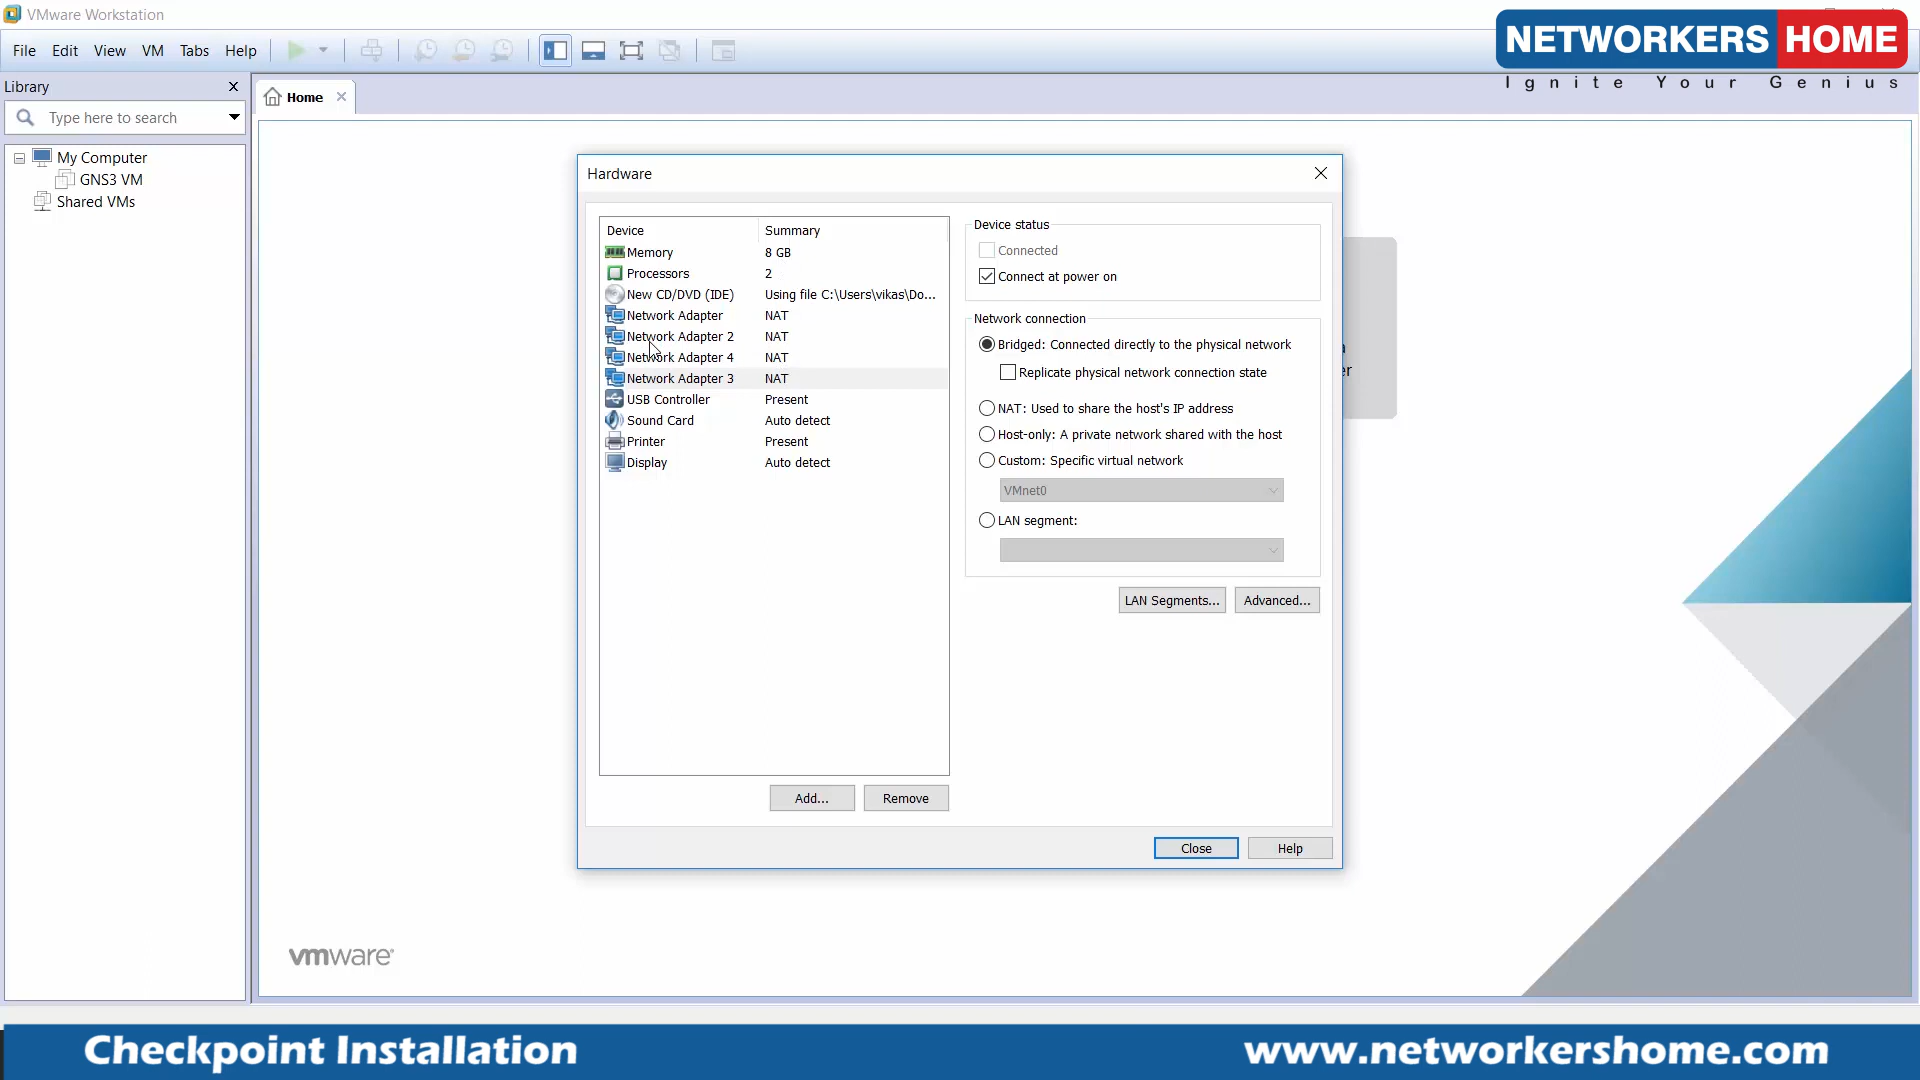 VMware Workstation
NETWORKERS HOME
Ignite Your Genius
File Edit View VM Tabs Help
Library
Home
Type here to search
My Computer
GNS3 VM
Shared VMs
Hardware
Device Summary
Memory 8 GB
Processors 2
New CD/DVD (IDE) Using file C:\Users\vikas\Do...
Network Adapter NAT
Network Adapter 2 NAT
Network Adapter 4 NAT
Network Adapter 3 NAT
USB Controller Present
Sound Card Auto detect
Printer Present
Display Auto detect
Add... Remove
Device status
Connected
Connect at power on
Network connection
Bridged: Connected directly to the physical network
Replicate physical network connection state
NAT: Used to share the host's IP address
Host-only: A private network shared with the host
Custom: Specific virtual network
VMnet0
LAN segment:
LAN Segments... Advanced...
Close Help
er
vmware
Checkpoint Installation
www.networkershome.com